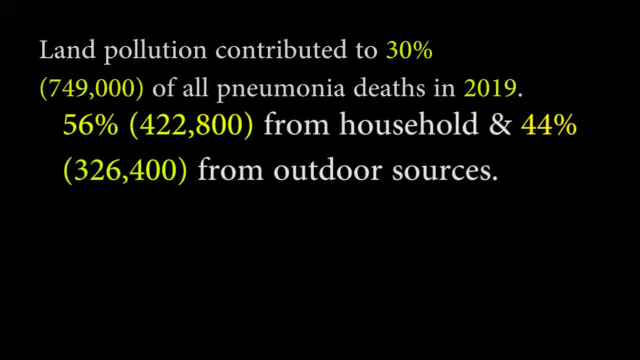 Land pollution contributed to 30%
(749,000) of all pneumonia deaths in 2019.
56% (422,800) from household & 44%
(326,400) from outdoor sources.